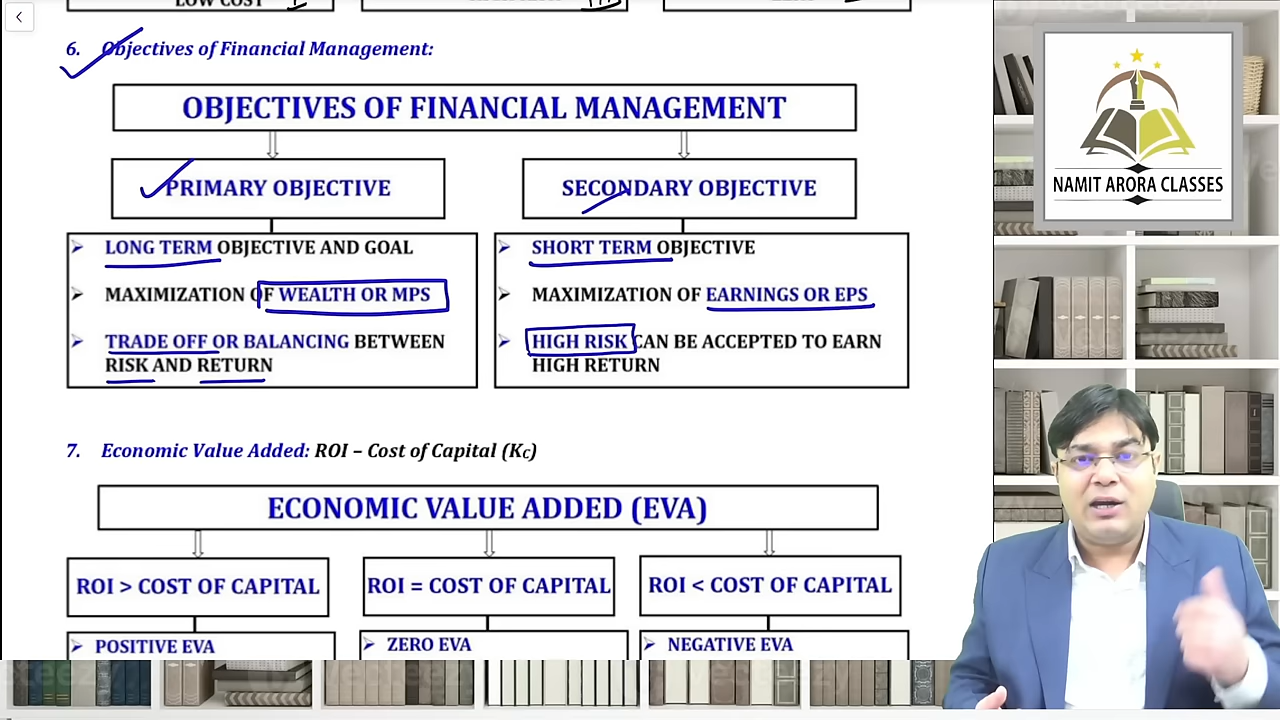 LOW COST
6. Objectives of Financial Management:
OBJECTIVES OF FINANCIAL MANAGEMENT
PRIMARY OBJECTIVE
LONG TERM OBJECTIVE AND GOAL
MAXIMIZATION OF WEALTH OR MPS
TRADE OFF OR BALANCING BETWEEN
RISK AND RETURN
SECONDARY OBJECTIVE
SHORT TERM OBJECTIVE
MAXIMIZATION OF EARNINGS OR EPS
HIGH RISK CAN BE ACCEPTED TO EARN
HIGH RETURN
7. Economic Value Added: ROI – Cost of Capital (KC)
ECONOMIC VALUE ADDED (EVA)
ROI > COST OF CAPITAL
POSITIVE EVA
ROI = COST OF CAPITAL
ZERO EVA
ROI < COST OF CAPITAL
NEGATIVE EVA
NAMIT ARORA CLASSES